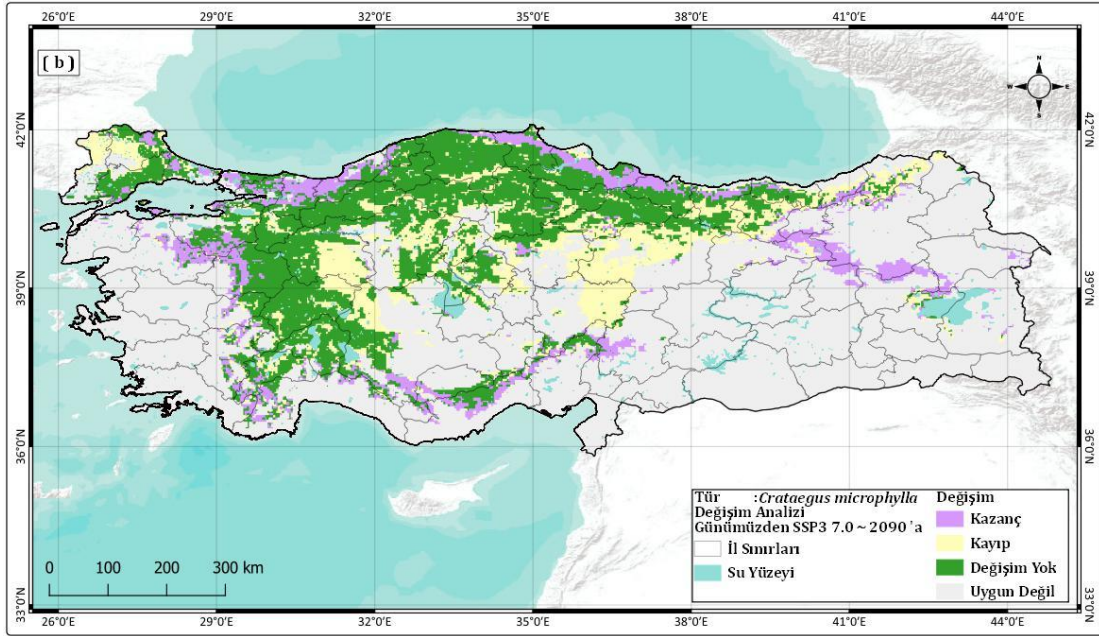 26°0'E 29°0'E 32°0'E 35°0'E 38°0'E 41°0'E 44°0'E
( b )
N
W E
S
42°0'N 42°0'N
39°0'N 39°0'N
36°0'N 36°0'N
33°0'N 33°0'N
Tür :Crataegus microphylla
Değişim Analizi
Günümüzden SSP3 7.0 ~ 2090 'a
İl Sınırları
Su Yüzeyi
Değişim
Kazanç
Kayıp
Değişim Yok
Uygun Değil
0 100 200 300 km
26°0'E 29°0'E 32°0'E 35°0'E 38°0'E 41°0'E 44°0'E